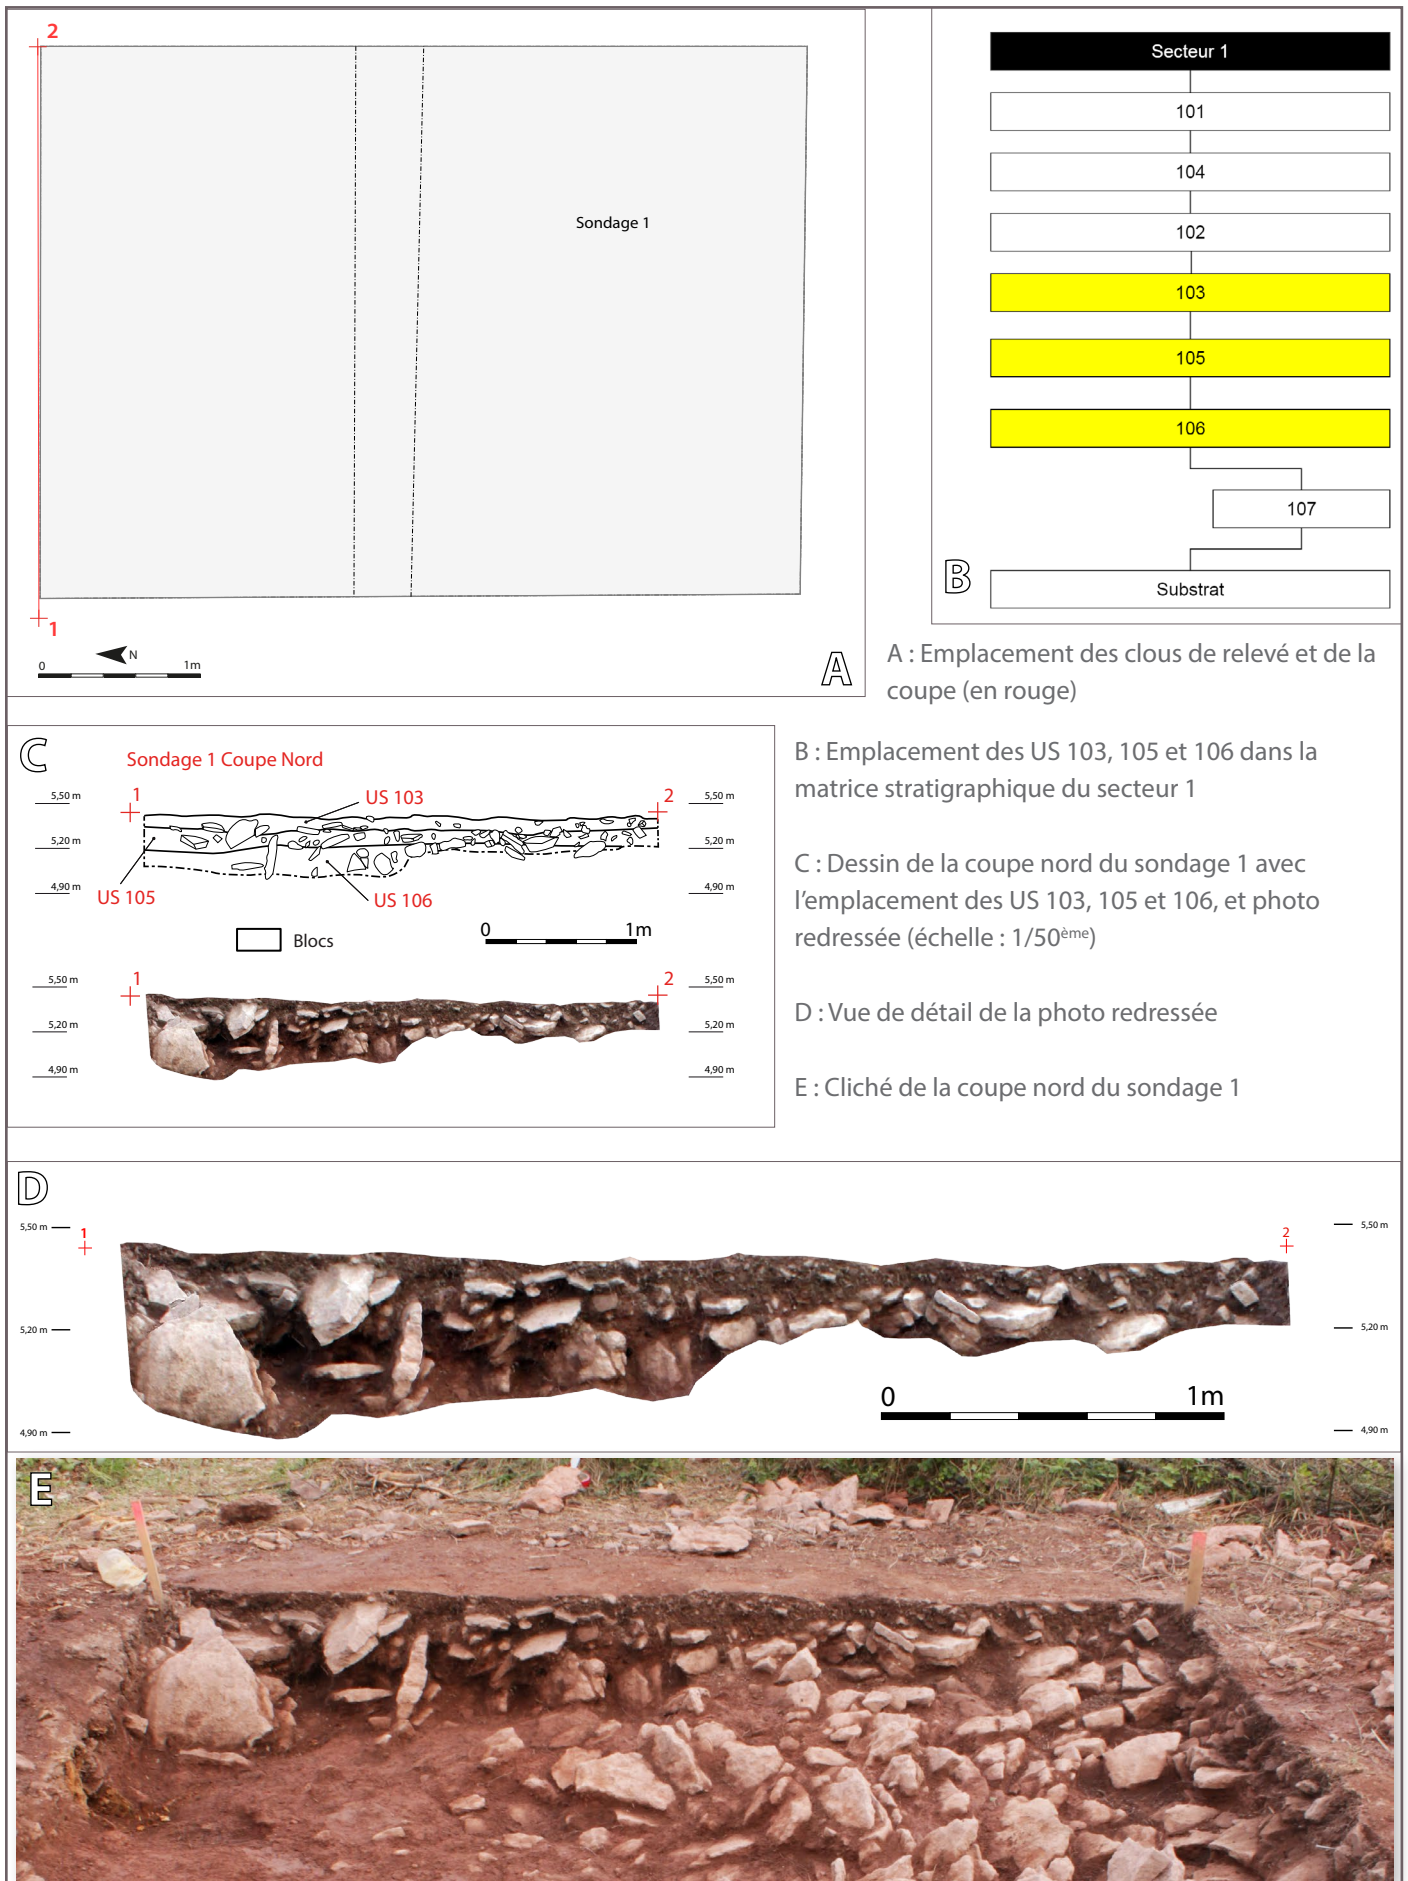 2
Sondage 1
1
N
0 1m
A
Secteur 1
101
104
102
103
105
106
107
Substrat
B
A : Emplacement des clous de relevé et de la
coupe (en rouge)
B : Emplacement des US 103, 105 et 106 dans la
matrice stratigraphique du secteur 1
C : Dessin de la coupe nord du sondage 1 avec
l'emplacement des US 103, 105 et 106, et photo
redressée (échelle : 1/50ème)
D : Vue de détail de la photo redressée
E : Cliché de la coupe nord du sondage 1
C
Sondage 1 Coupe Nord
5,50 m 1 US 103 2 5,50 m
5,20 m 5,20 m
4,90 m US 105 US 106 4,90 m
Blocs 0 1m
5,50 m 1 2 5,50 m
5,20 m 5,20 m
4,90 m 4,90 m
D
5,50 m 1 2 5,50 m
5,20 m 5,20 m
0 1m
4,90 m 4,90 m
E